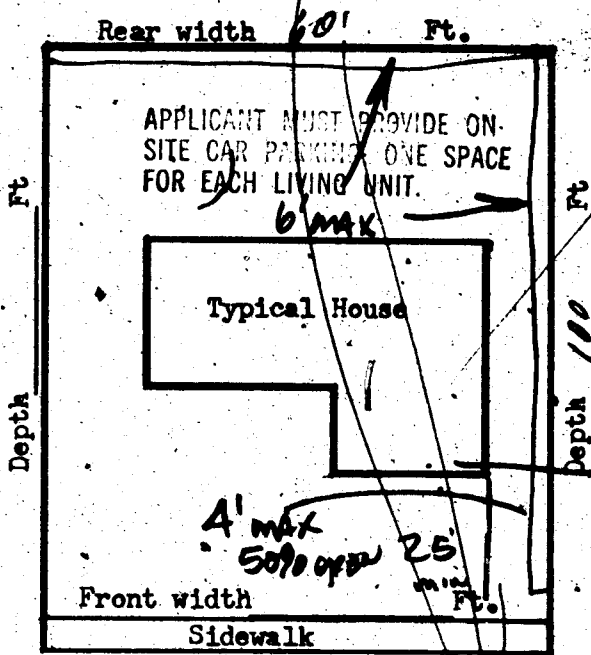 Rear width 60' Ft.
APPLICANT MUST PROVIDE ON-
SITE CAR PARKING ONE SPACE
FOR EACH LIVING UNIT.
Ft
Ft
6' MAX
Typical House
Depth
Depth 100
4' MAX
50% open 25'
min
Front width Ft.
Sidewalk